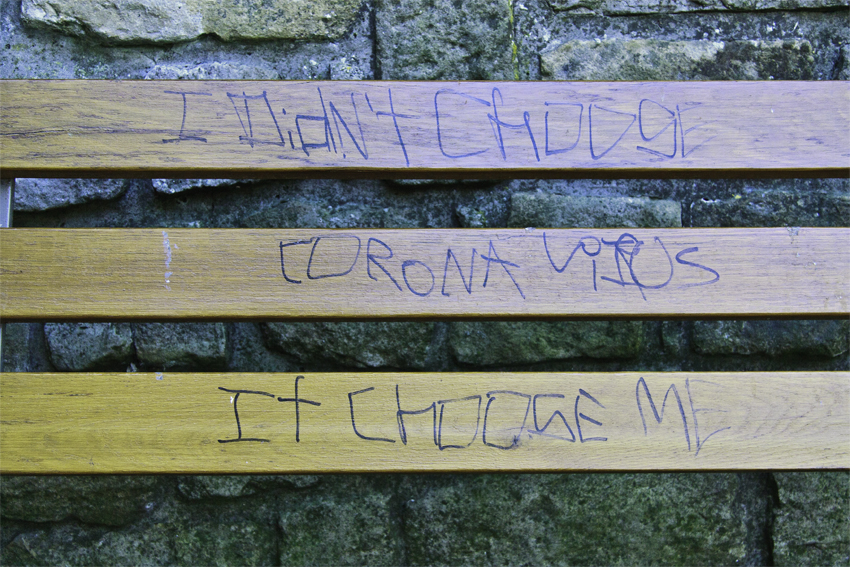 I DidN't CHOOSE
CORONA ViRUS
It CHOOSE ME